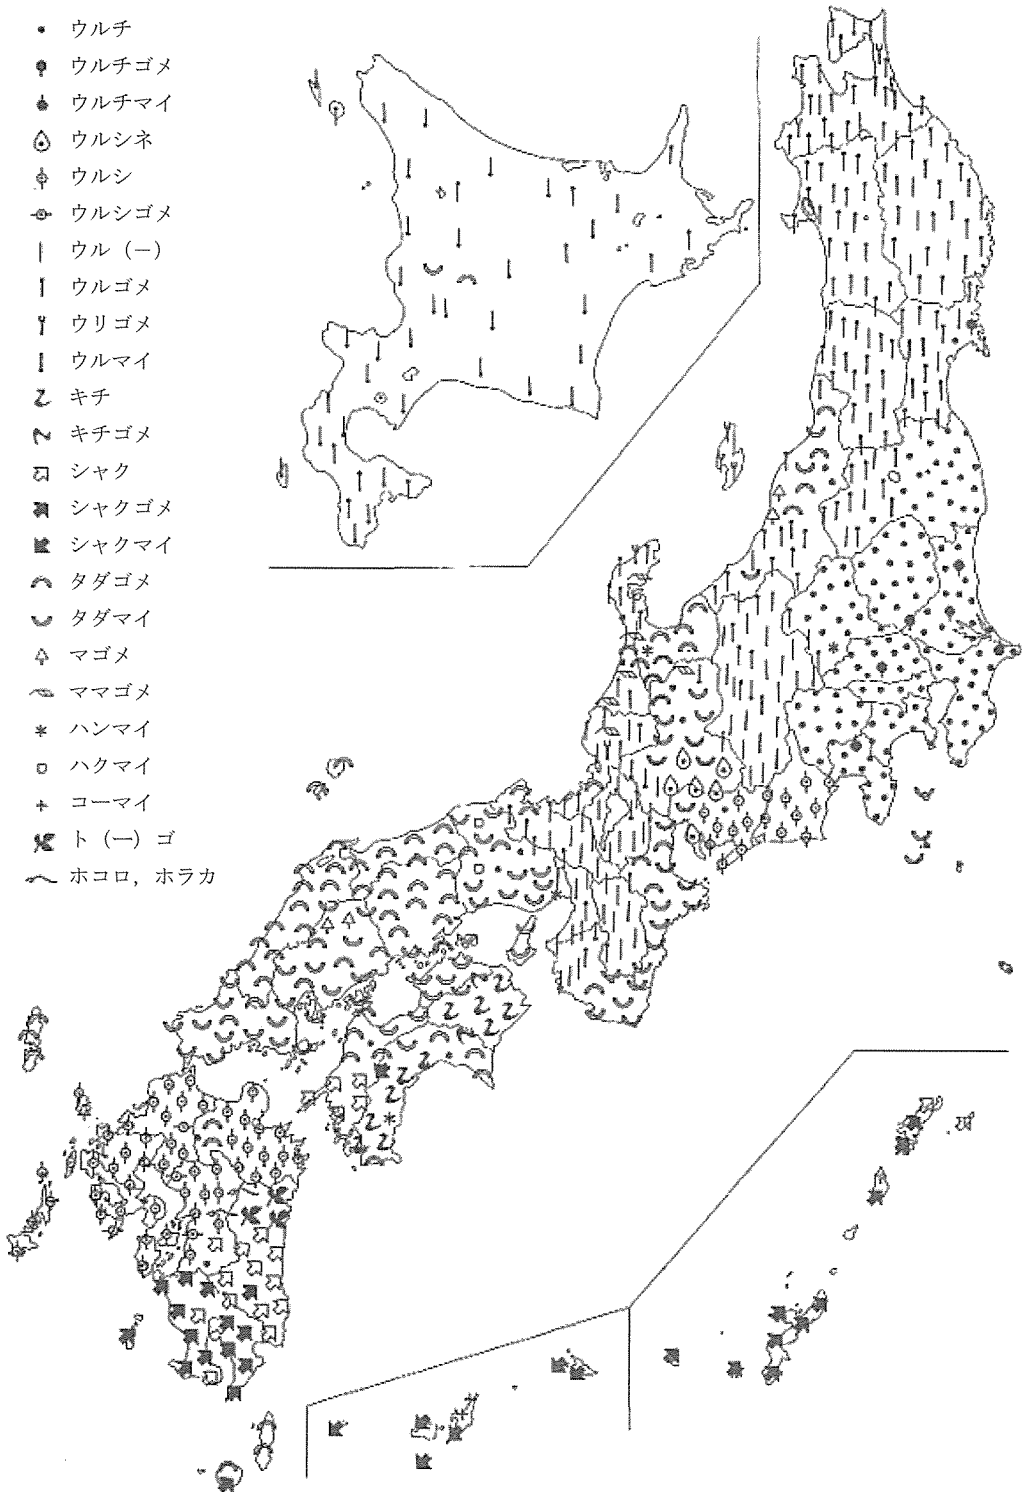 ウルチ
ウルチゴメ
ウルチマイ
ウルシネ
ウルシ
ウルシゴメ
ウル（ー）
ウルゴメ
ウリゴメ
ウルマイ
キチ
キチゴメ
シャク
シャクゴメ
シャクマイ
タダゴメ
タダマイ
マゴメ
ママゴメ
ハンマイ
ハクマイ
コーマイ
ト（ー）ゴ
ホコロ，ホラカ